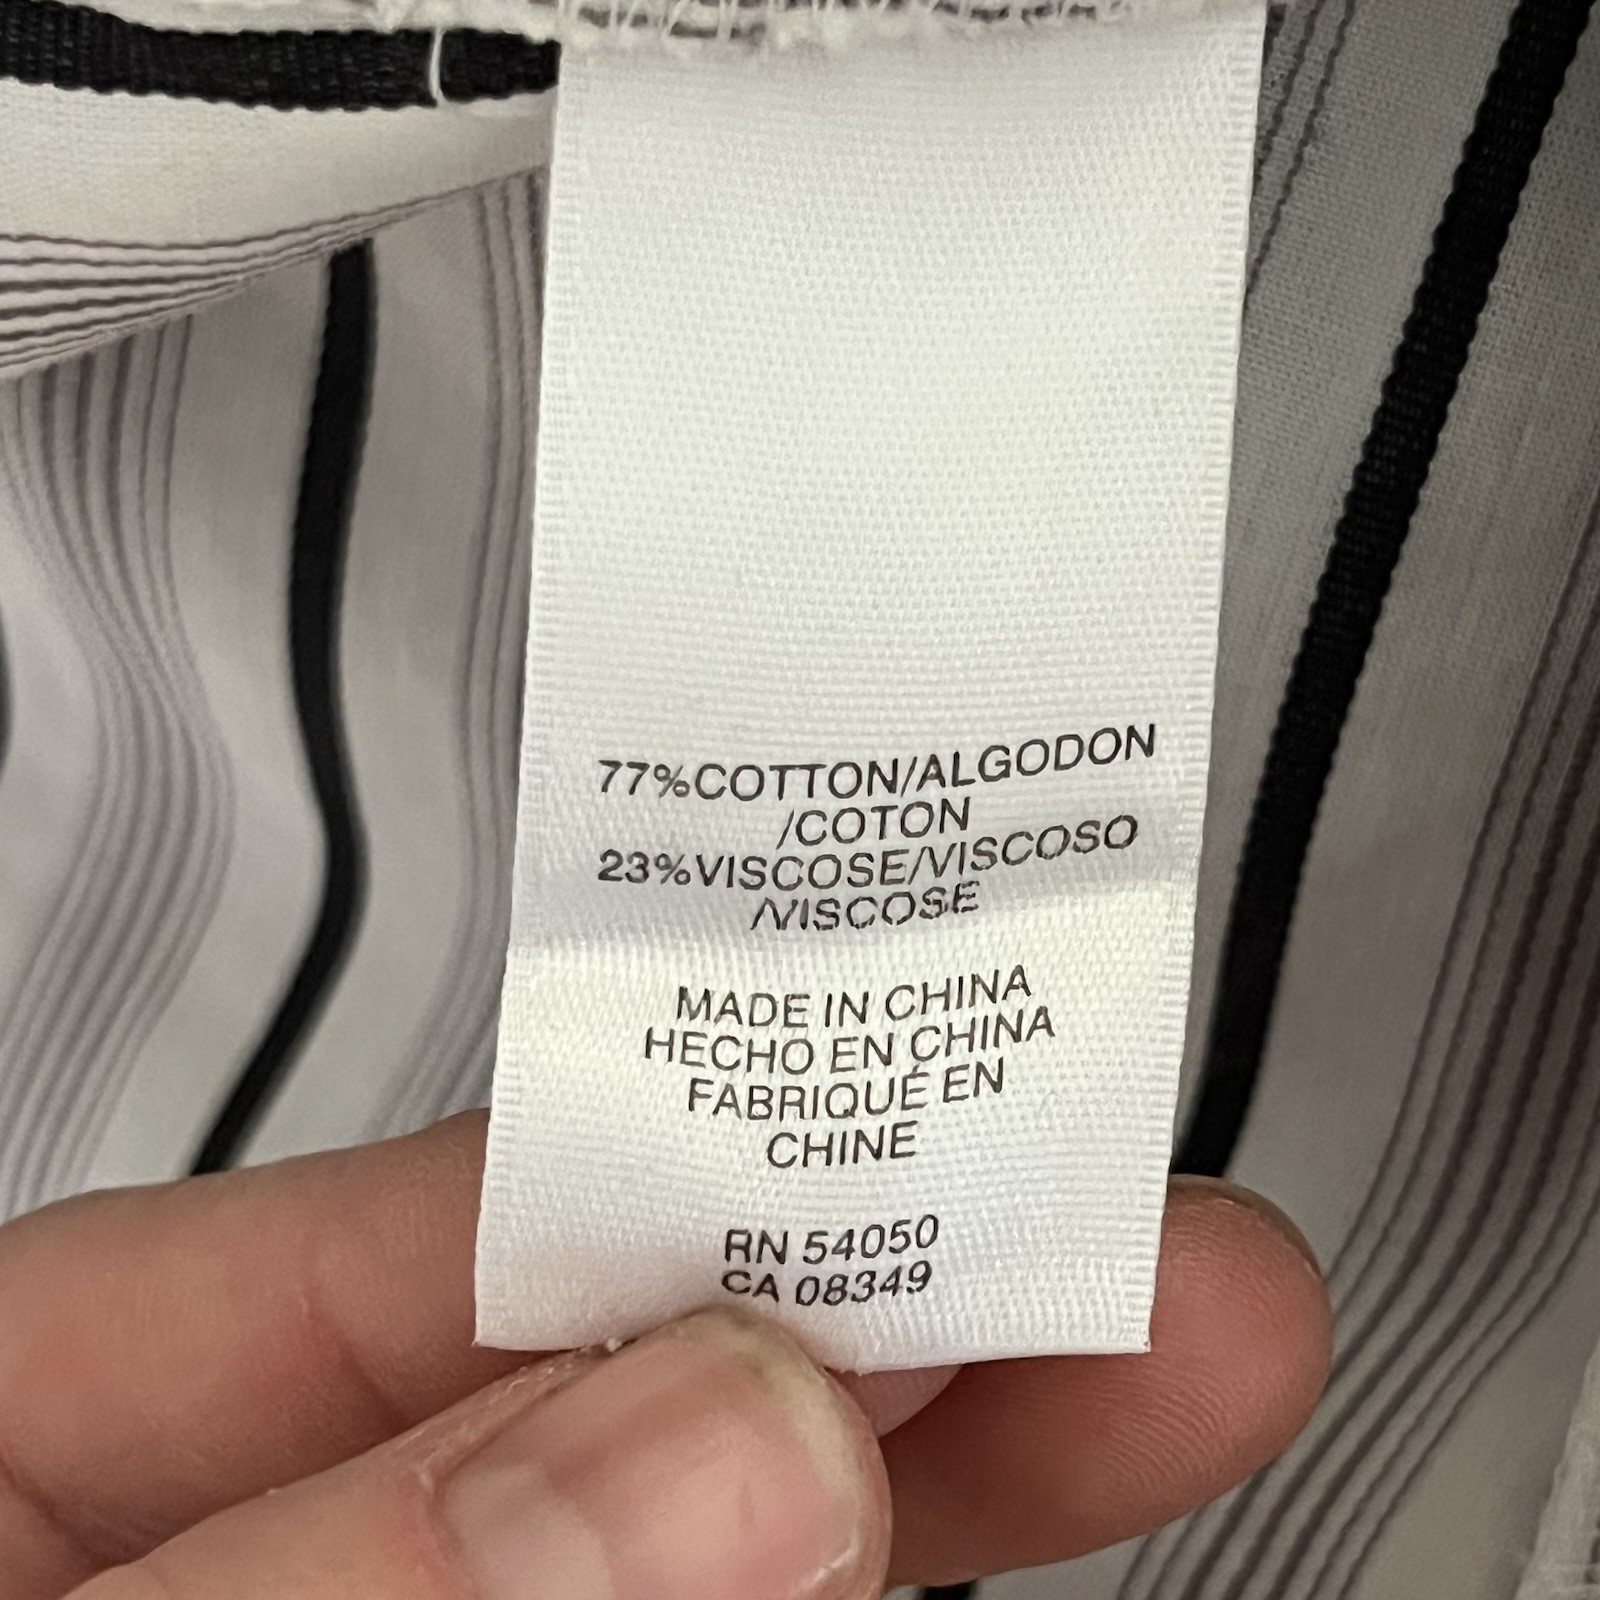 77%COTTON/ALGODON
/COTON
23%VISCOSE/VISCOSO
/VISCOSE
MADE IN CHINA
HECHO EN CHINA
FABRIQUÉ EN
CHINE
RN 54050
CA 08349